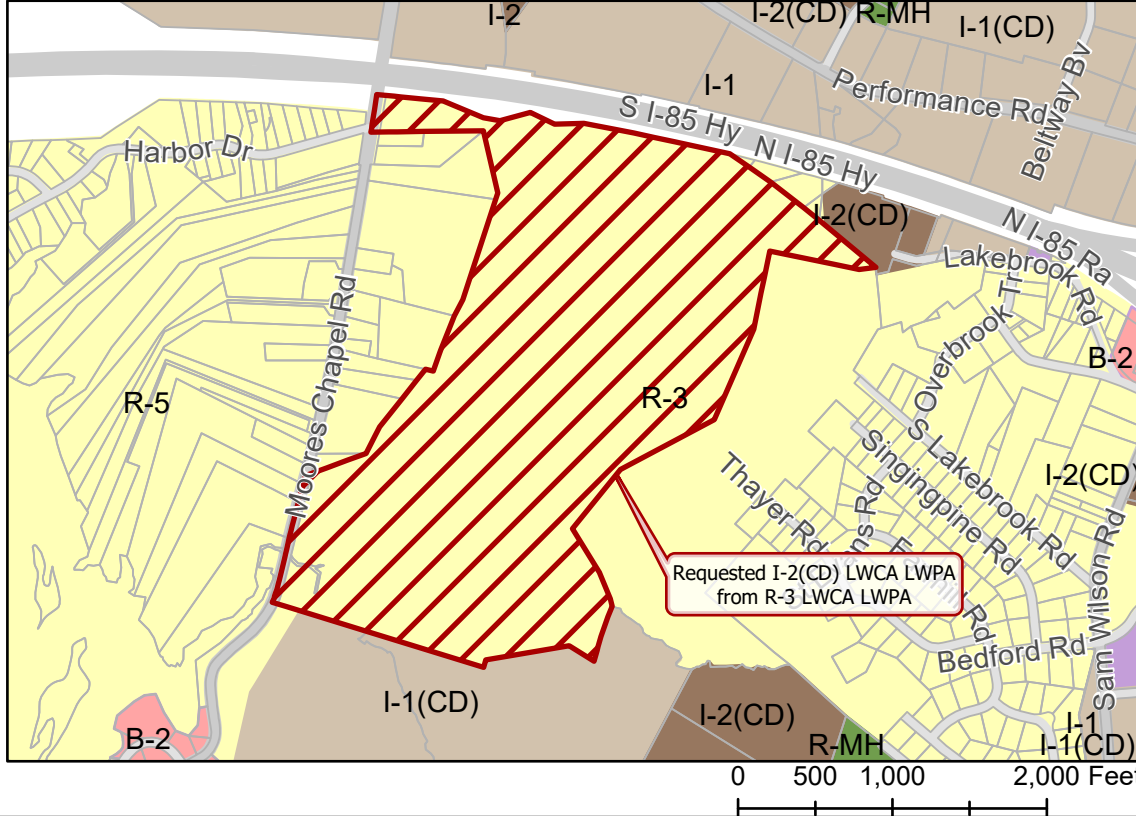 I-2
I-2(CD)
R-MH
I-1(CD)
I-1
Performance Rd
Beltway Bv
S I-85 Hy
N I-85 Hy
Harbor Dr
I-2(CD)
N I-85 Ra
Lakebrook Rd
S Overbrook Tr
B-2
R-5
R-3
Moores Chapel Rd
S Lakebrook Rd
Singingpine Rd
I-2(CD)
Thayer Rd
Requested I-2(CD) LWCA LWPA
from R-3 LWCA LWPA
Bedford Rd
Sam Wilson Rd
I-1(CD)
I-2(CD)
B-2
R-MH
I-1
I-1(CD)
0 500 1,000 2,000 Feet